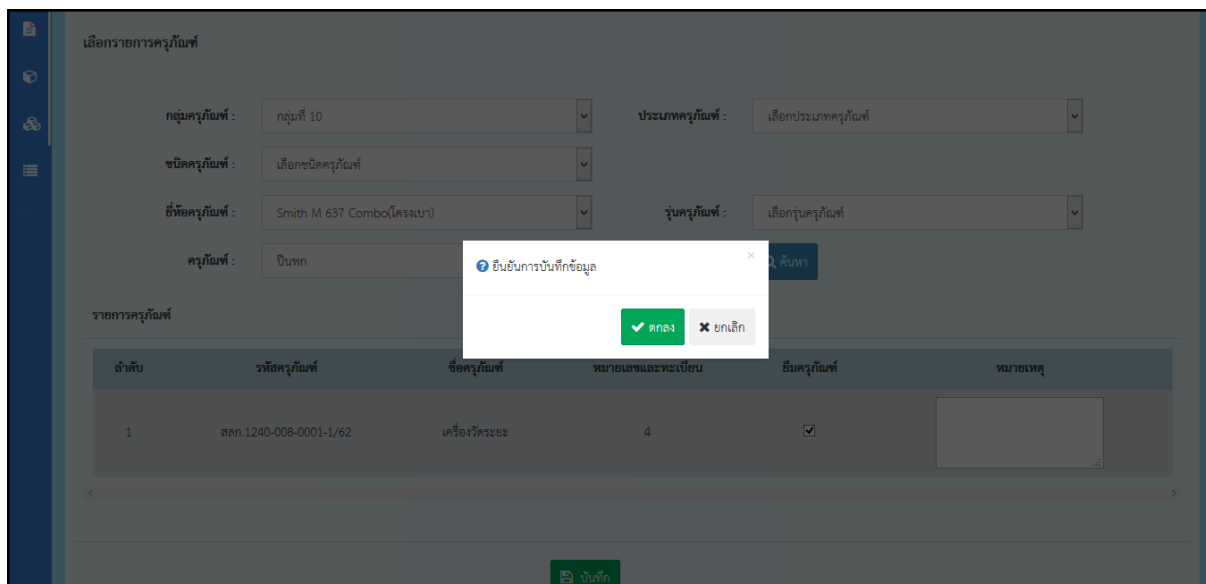 เลือกรายการครุภัณฑ์
กลุ่มครุภัณฑ์ : กลุ่มที่ 10 ประเภทครุภัณฑ์ : เลือกประเภทครุภัณฑ์
ชนิดครุภัณฑ์ : เลือกชนิดครุภัณฑ์
ยี่ห้อครุภัณฑ์ : Smith M 637 Combo(โครงเบา) รุ่นครุภัณฑ์ : เลือกรุ่นครุภัณฑ์
ครุภัณฑ์ : ปืนพก ค้นหา
ยืนยันการบันทึกข้อมูล ×
ตกลง ยกเลิก
รายการครุภัณฑ์
ลำดับ รหัสครุภัณฑ์ ชื่อครุภัณฑ์ หมายเลขและทะเบียน ยืมครุภัณฑ์ หมายเหตุ
1 สลก.1240-008-0001-1/62 เครื่องวัดระยะ 4
บันทึก